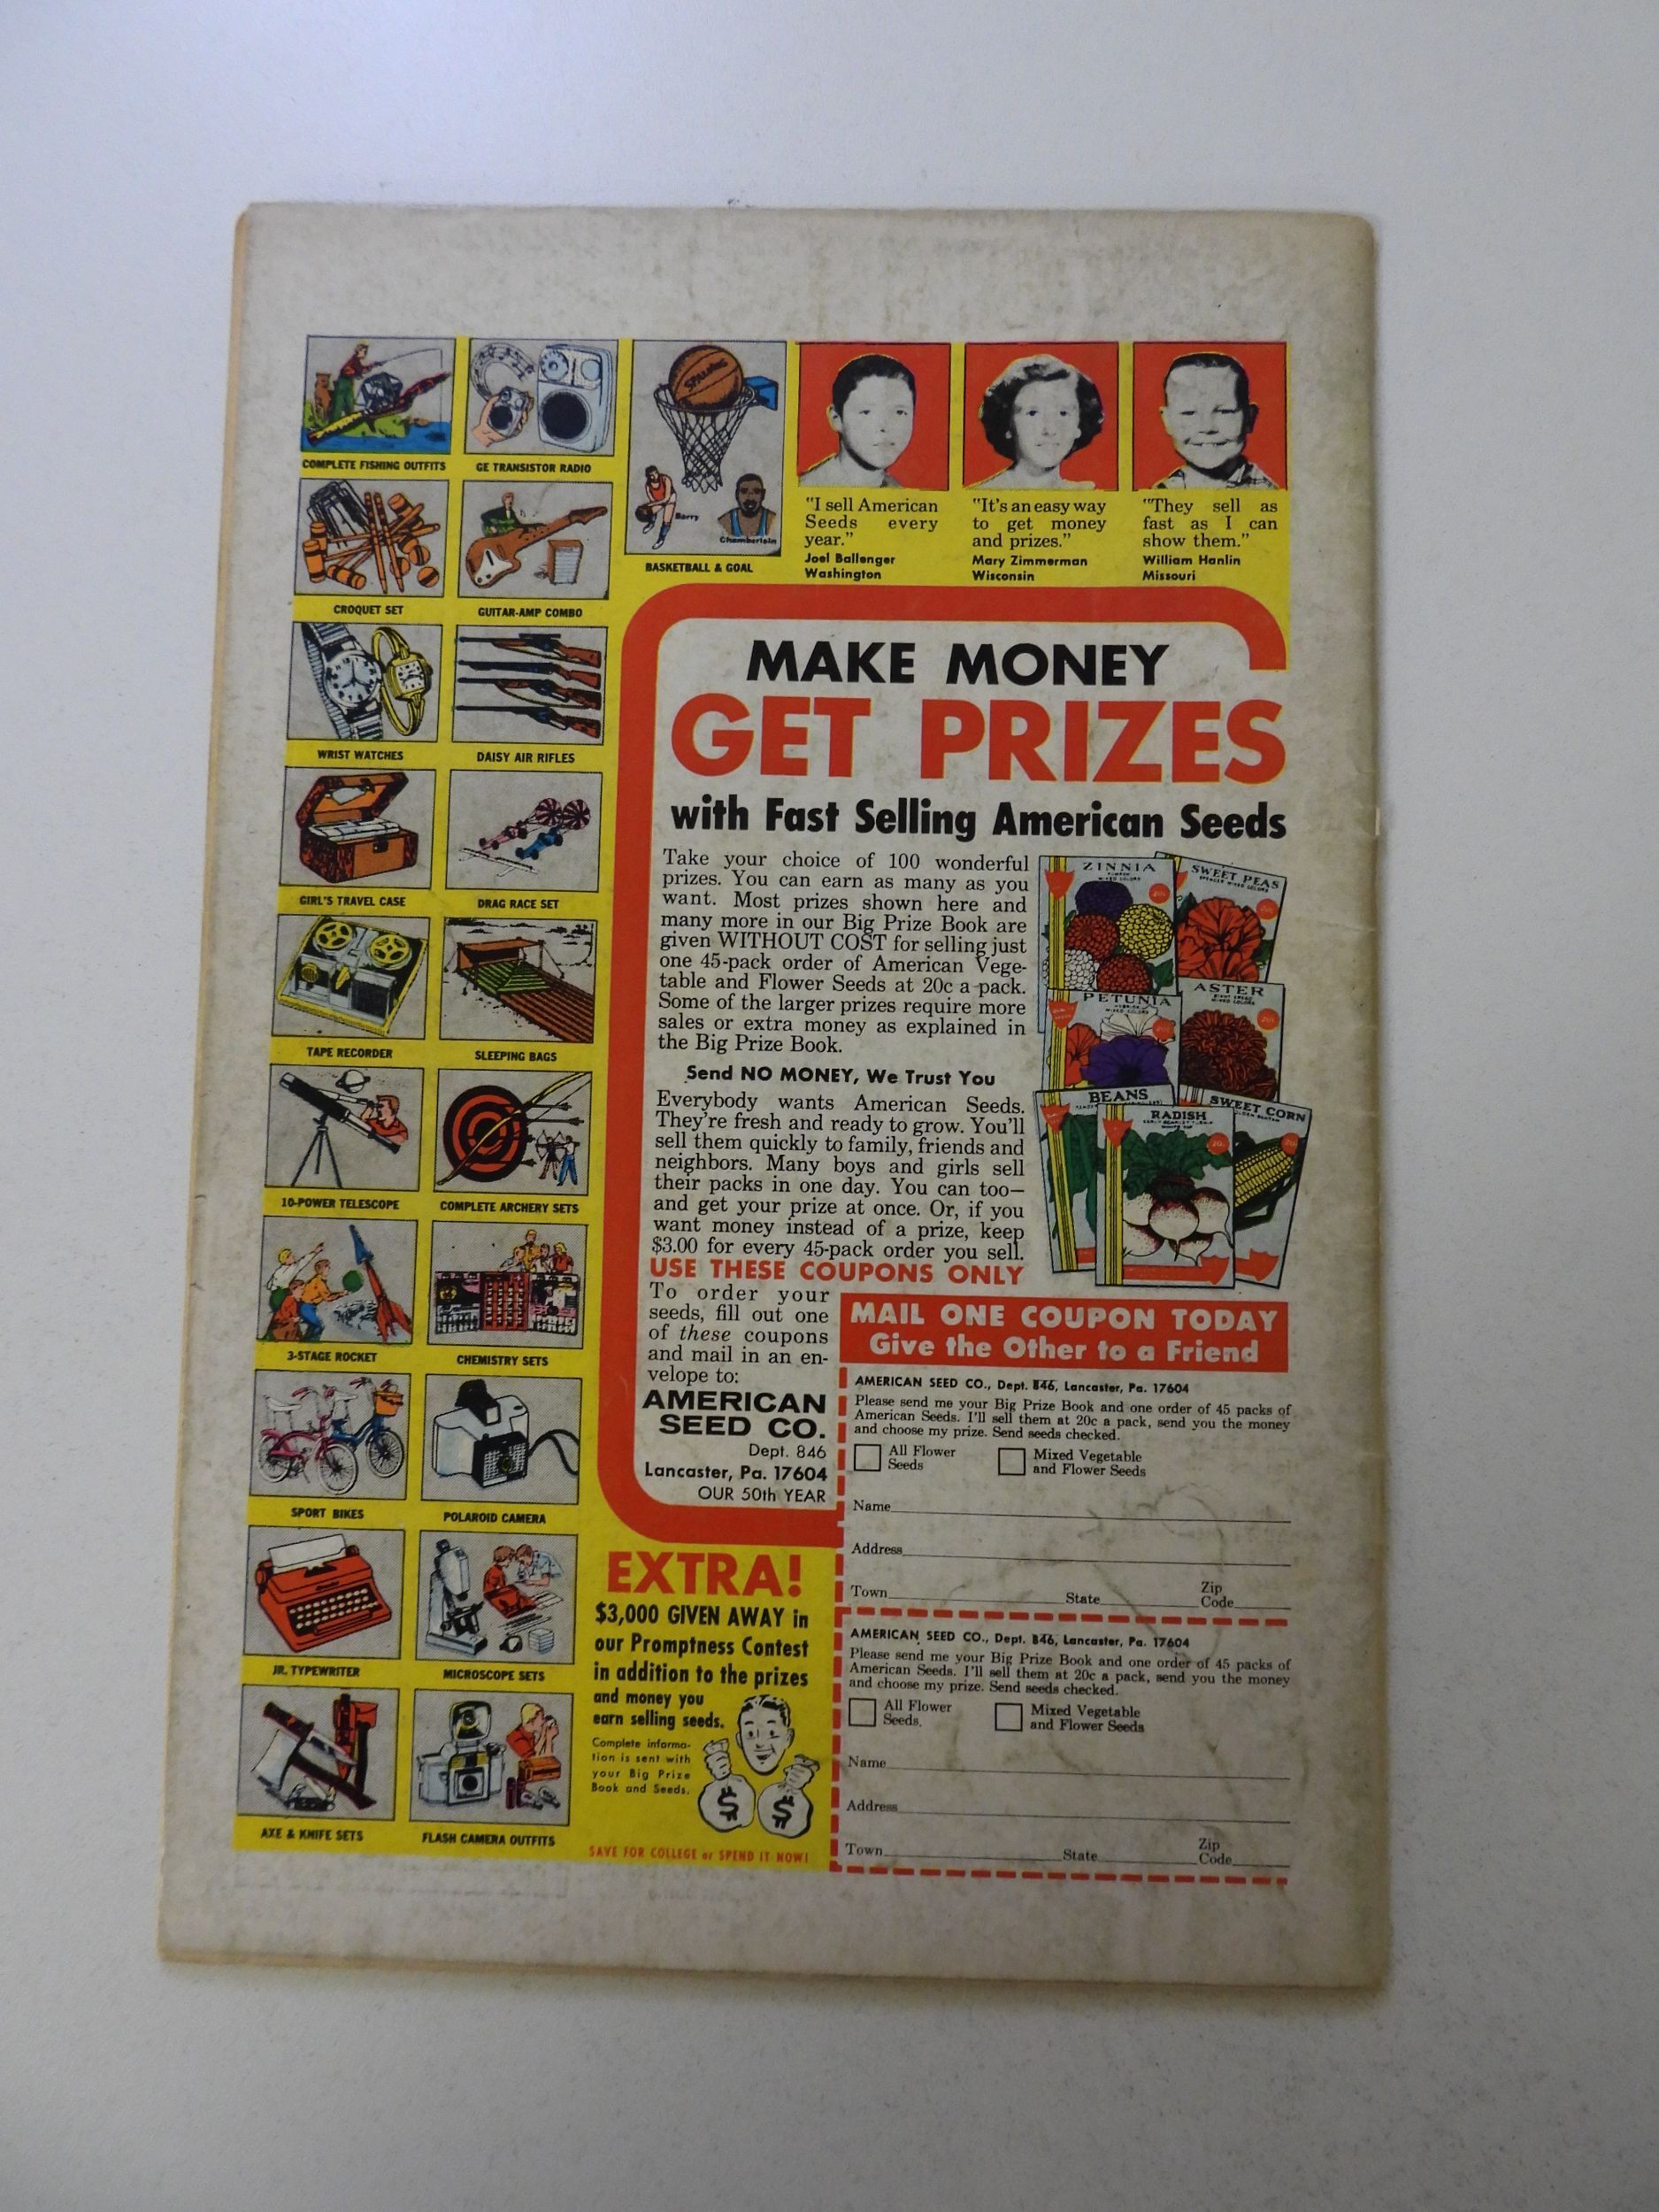 COMPLETE FISHING OUTFITS
GE TRANSISTOR RADIO
SPALDING
Barry
Chamberlain
BASKETBALL & GOAL
CROQUET SET
GUITAR-AMP COMBO
WRIST WATCHES
DAISY AIR RIFLES
GIRL'S TRAVEL CASE
DRAG RACE SET
TAPE RECORDER
SLEEPING BAGS
10-POWER TELESCOPE
COMPLETE ARCHERY SETS
3-STAGE ROCKET
CHEMISTRY SETS
SPORT BIKES
POLAROID CAMERA
JR. TYPEWRITER
MICROSCOPE SETS
AXE & KNIFE SETS
FLASH CAMERA OUTFITS
"I sell American
Seeds every
year."
Joel Ballenger
Washington
"It's an easy way
to get money
and prizes."
Mary Zimmerman
Wisconsin
"They sell as
fast as I can
show them."
William Hanlin
Missouri
MAKE MONEY
GET PRIZES
with Fast Selling American Seeds
Take your choice of 100 wonderful
prizes. You can earn as many as you
want. Most prizes shown here and
many more in our Big Prize Book are
given WITHOUT COST for selling just
one 45-pack order of American Vege-
table and Flower Seeds at 20c a pack.
Some of the larger prizes require more
sales or extra money as explained in
the Big Prize Book.
Send NO MONEY, We Trust You
Everybody wants American Seeds.
They're fresh and ready to grow. You'll
sell them quickly to family, friends and
neighbors. Many boys and girls sell
their packs in one day. You can too—
and get your prize at once. Or, if you
want money instead of a prize, keep
$3.00 for every 45-pack order you sell.
USE THESE COUPONS ONLY
To order your
seeds, fill out one
of these coupons
and mail in an en-
velope to:
AMERICAN
SEED CO.
Dept. 846
Lancaster, Pa. 17604
OUR 50th YEAR
ZINNIA
SWEET PEAS
PETUNIA
ASTER
BEANS
RADISH
SWEET CORN
MAIL ONE COUPON TODAY
Give the Other to a Friend
AMERICAN SEED CO., Dept. 846, Lancaster, Pa. 17604
Please send me your Big Prize Book and one order of 45 packs of
American Seeds. I'll sell them at 20c a pack, send you the money
and choose my prize. Send seeds checked.
All Flower
Seeds
Mixed Vegetable
and Flower Seeds
Name
Address
Town State Zip
Code
AMERICAN SEED CO., Dept. 846, Lancaster, Pa. 17604
Please send me your Big Prize Book and one order of 45 packs of
American Seeds. I'll sell them at 20c a pack, send you the money
and choose my prize. Send seeds checked.
All Flower
Seeds.
Mixed Vegetable
and Flower Seeds
Name
Address
Town State Zip
Code
EXTRA!
$3,000 GIVEN AWAY in
our Promptness Contest
in addition to the prizes
and money you
earn selling seeds.
Complete informa-
tion is sent with
your Big Prize
Book and Seeds.
$ $
SAVE FOR COLLEGE or SPEND IT NOW!